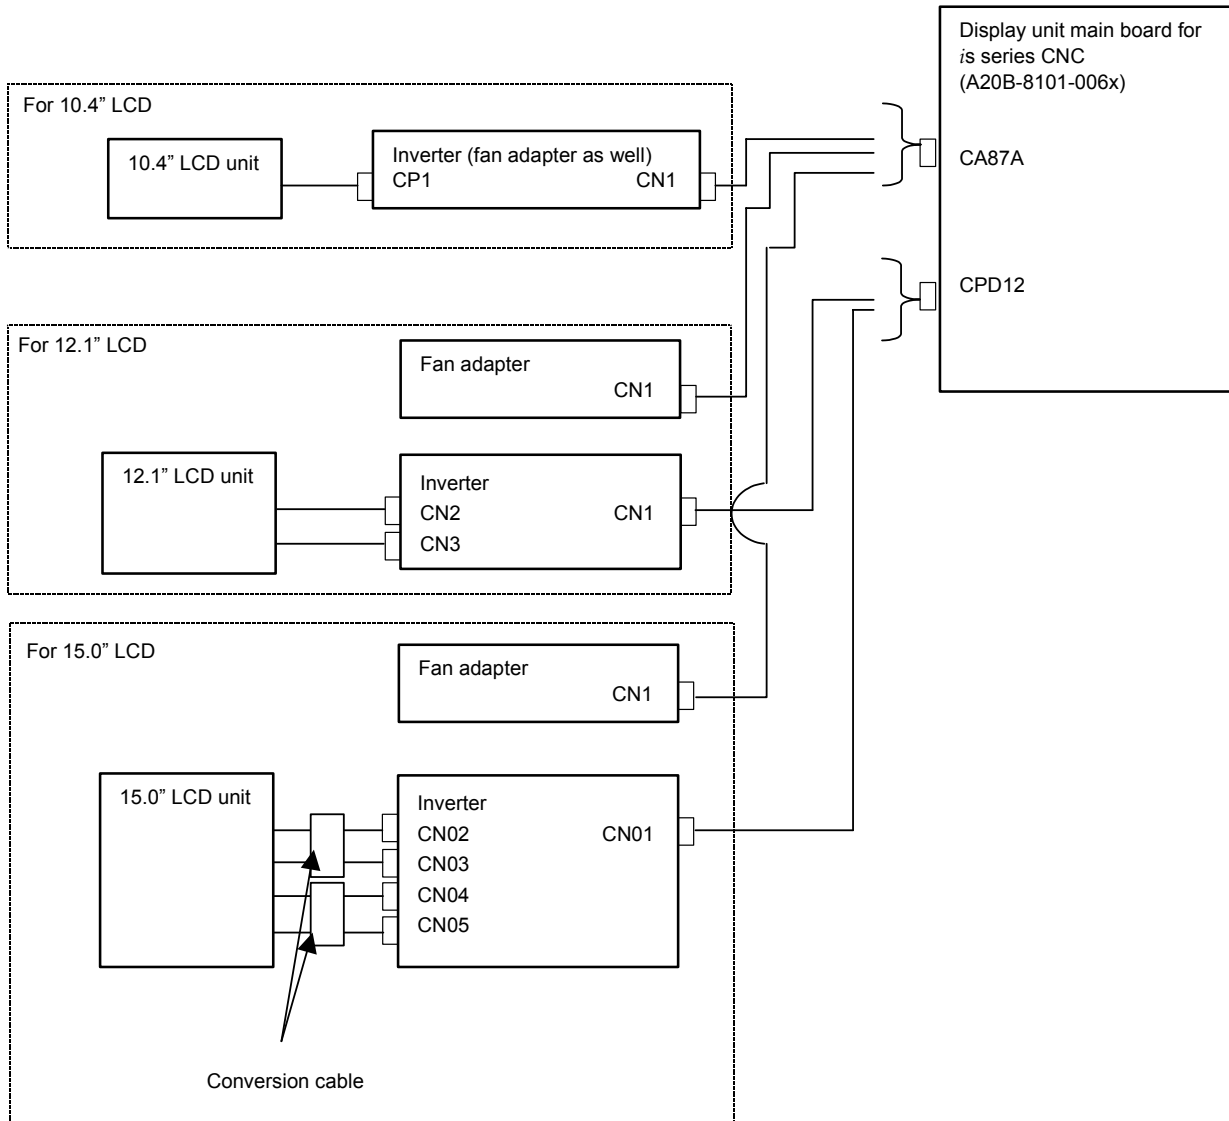 Display unit main board for
is series CNC
(A20B-8101-006x)
CA87A
CPD12
For 10.4” LCD
10.4” LCD unit
Inverter (fan adapter as well)
CP1 CN1
For 12.1” LCD
Fan adapter
CN1
12.1” LCD unit
Inverter
CN2 CN1
CN3
For 15.0” LCD
Fan adapter
CN1
15.0” LCD unit
Inverter
CN02 CN01
CN03
CN04
CN05
Conversion cable